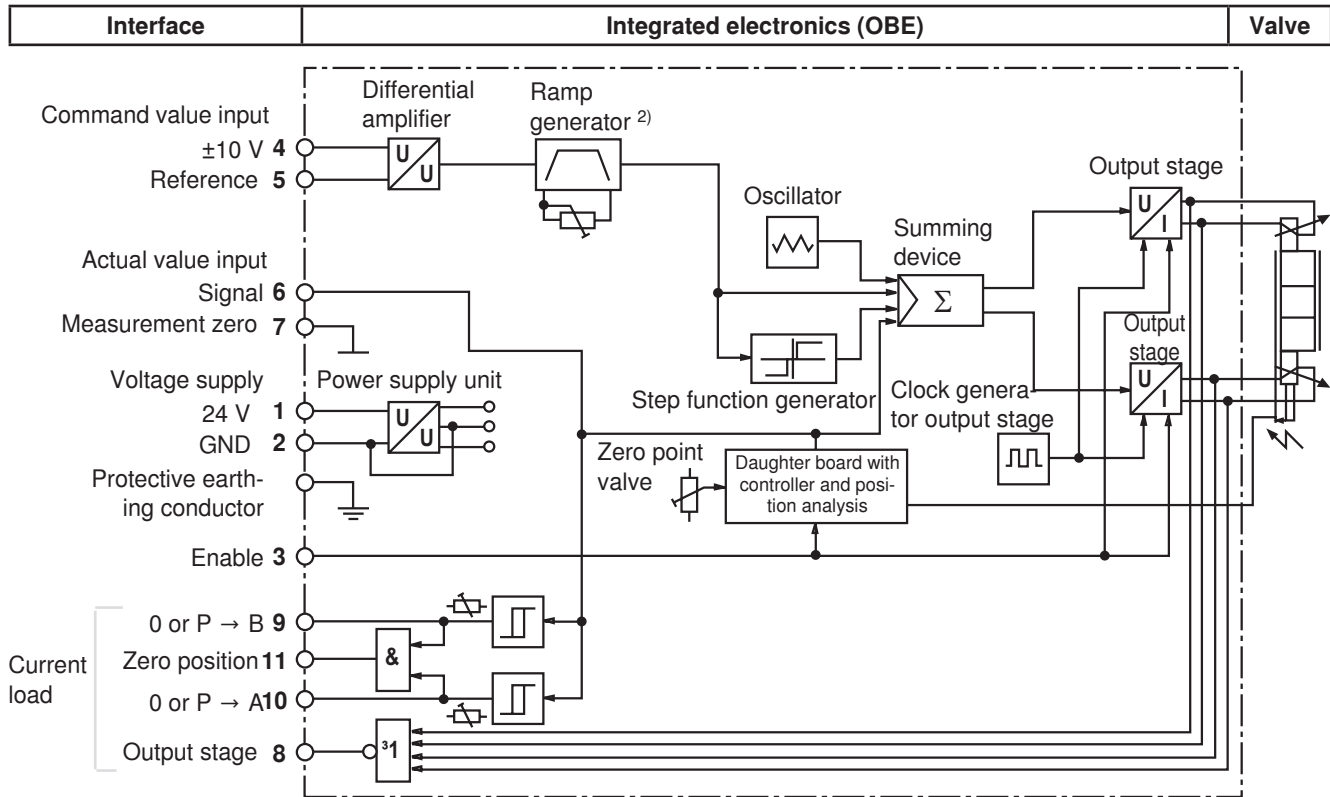 Interface
Integrated electronics (OBE)
Valve
Differential
amplifier
Ramp
generator 2)
Command value input
±10 V 4
Reference 5
U
U
Output stage
U
I
Oscillator
Summing
device
Σ
Actual value input
Signal 6
Measurement zero 7
Output
stage
U
I
Voltage supply
24 V 1
GND 2
Power supply unit
U
U
Step function generator
Clock genera-
tor output stage
Protective earth-
ing conductor
Zero point
valve
Daughter board with
controller and posi-
tion analysis
Enable 3
Current
load
0 or P → B 9
Zero position 11
&
0 or P → A10
Output stage 8
³1